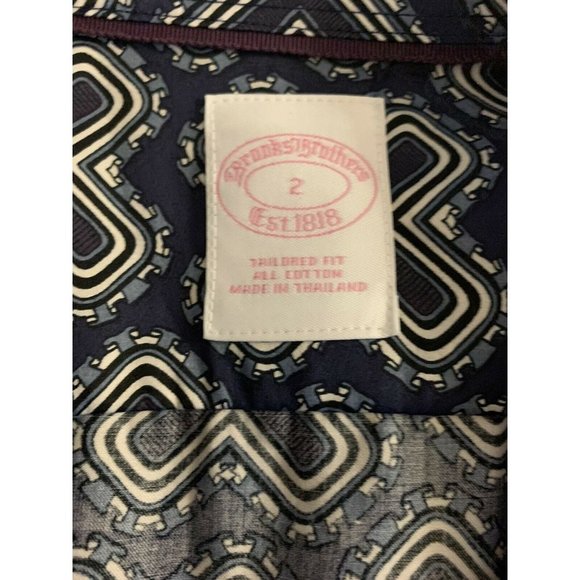 Brooks Brothers
2
Est. 1818
TAILORED FIT
ALL COTTON
MADE IN THAILAND